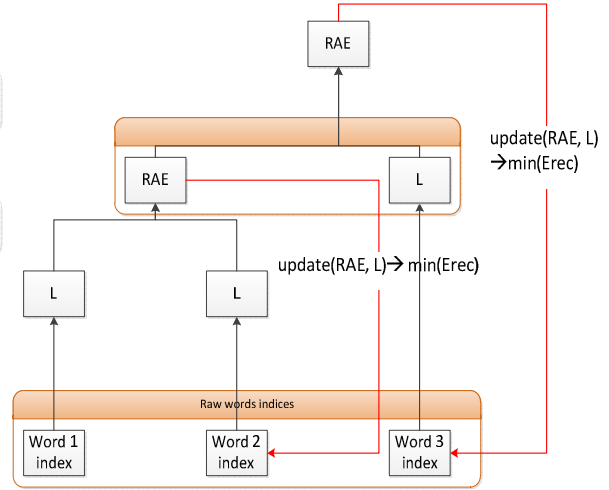 RAE
update(RAE, L)
→min(Erec)
RAE
L
update(RAE, L)→ min(Erec)
L
L
Raw words indices
Word 1
index
Word 2
index
Word 3
index